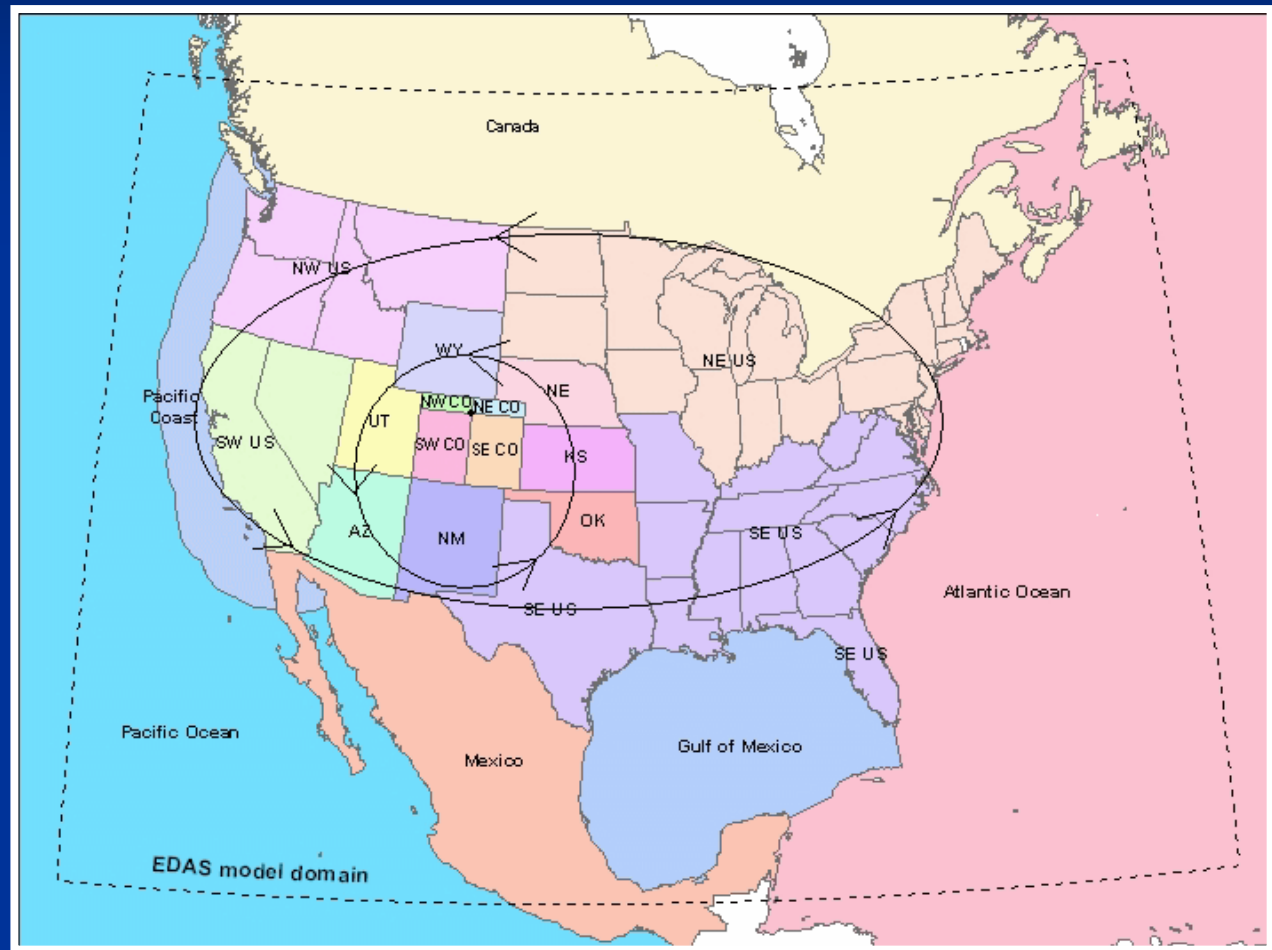 Canada
NW US
WY
NE US
NE
Pacific
Coast
NW CO
NE CO
UT
SW US
SW CO
SE CO
KS
OK
AZ
NM
SE US
SE US
Atlantic Ocean
SE US
Pacific Ocean
Gulf of Mexico
Mexico
EDAS model domain